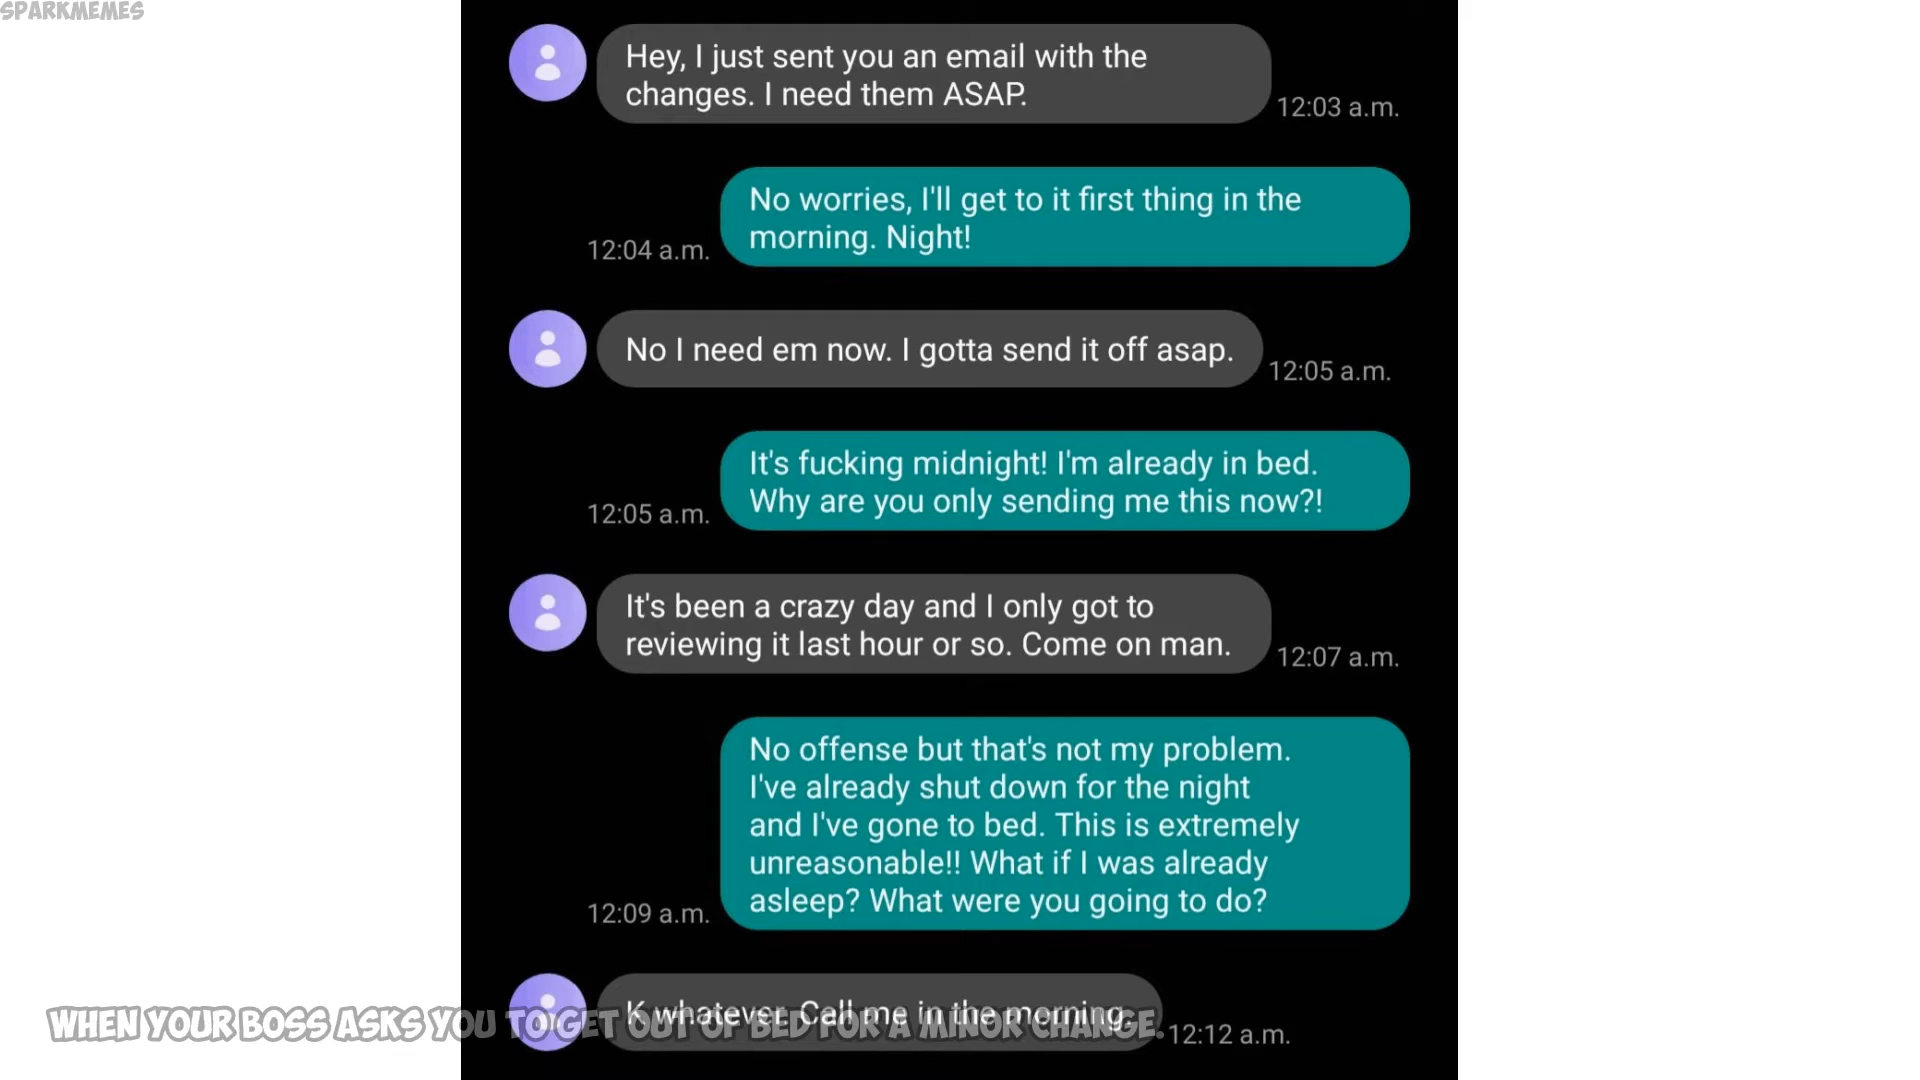 SPARKMEMES
Hey, I just sent you an email with the
changes. I need them ASAP.
12:03 a.m.
No worries, I'll get to it first thing in the
morning. Night!
12:04 a.m.
No I need em now. I gotta send it off asap.
12:05 a.m.
It's fucking midnight! I'm already in bed.
Why are you only sending me this now?!
12:05 a.m.
It's been a crazy day and I only got to
reviewing it last hour or so. Come on man.
12:07 a.m.
No offense but that's not my problem.
I've already shut down for the night
and I've gone to bed. This is extremely
unreasonable!! What if I was already
asleep? What were you going to do?
12:09 a.m.
K whatever. Call me in the morning.
12:12 a.m.
WHEN YOUR BOSS ASKS YOU TO GET OUT OF BED FOR A MINOR CHANGE.